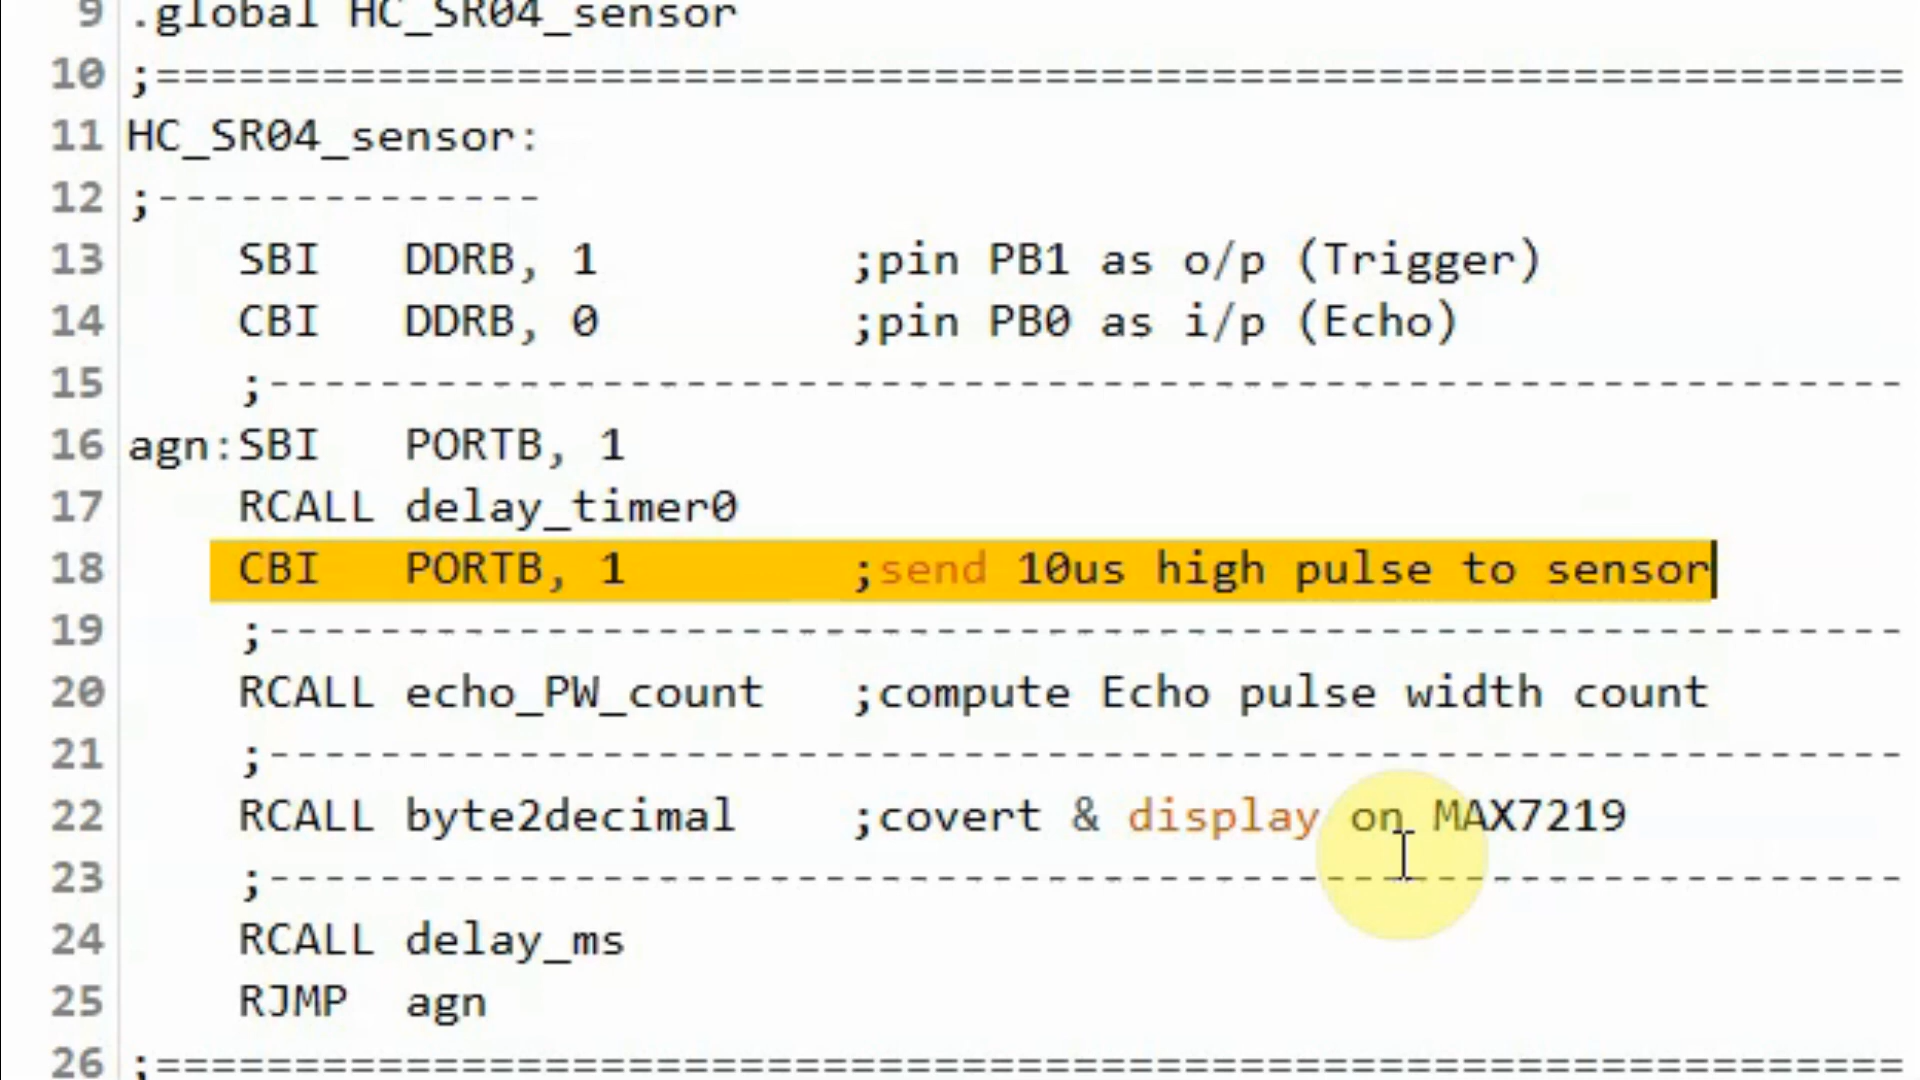 9 .global HC_SR04_sensor
10 ;===============================================================
11 HC_SR04_sensor:
12 ;--------------
13 SBI DDRB, 1 ;pin PB1 as o/p (Trigger)
14 CBI DDRB, 0 ;pin PB0 as i/p (Echo)
15 ;-----------------------------------------------------------
16 agn:SBI PORTB, 1
17 RCALL delay_timer0
18 CBI PORTB, 1 ;send 10us high pulse to sensor
19 ;-----------------------------------------------------------
20 RCALL echo_PW_count ;compute Echo pulse width count
21 ;-----------------------------------------------------------
22 RCALL byte2decimal ;covert & display on MAX7219
23 ;-----------------------------------------------------------
24 RCALL delay_ms
25 RJMP agn
26 ;===============================================================